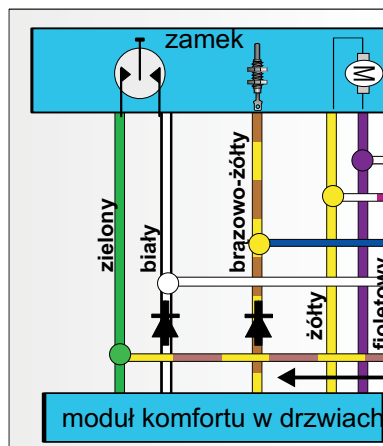 zamek
M
zielony
biały
brązowo-żółty
żółty
fioletowy
moduł komfortu w drzwiach